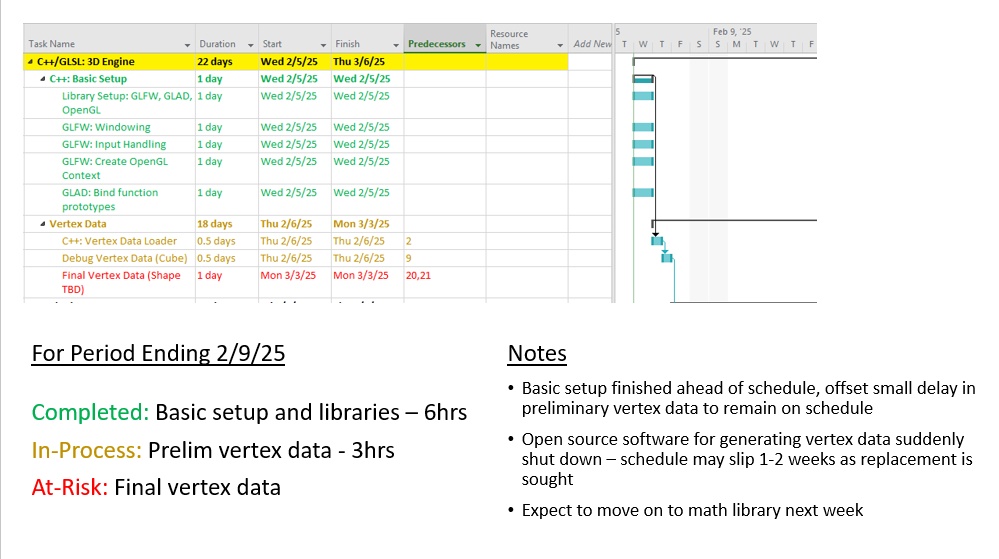 5 Feb 9, '25
Task Name Duration Start Finish Predecessors Resource Names Add New T W T F S S M T W T F
C++/GLSL: 3D Engine 22 days Wed 2/5/25 Thu 3/6/25
C++: Basic Setup 1 day Wed 2/5/25 Wed 2/5/25
Library Setup: GLFW, GLAD, 1 day Wed 2/5/25 Wed 2/5/25
OpenGL
GLFW: Windowing 1 day Wed 2/5/25 Wed 2/5/25
GLFW: Input Handling 1 day Wed 2/5/25 Wed 2/5/25
GLFW: Create OpenGL 1 day Wed 2/5/25 Wed 2/5/25
Context
GLAD: Bind function 1 day Wed 2/5/25 Wed 2/5/25
prototypes
Vertex Data 18 days Thu 2/6/25 Mon 3/3/25
C++: Vertex Data Loader 0.5 days Thu 2/6/25 Thu 2/6/25 2
Debug Vertex Data (Cube) 0.5 days Thu 2/6/25 Thu 2/6/25 9
Final Vertex Data (Shape 1 day Mon 3/3/25 Mon 3/3/25 20,21
TBD)
For Period Ending 2/9/25
Completed: Basic setup and libraries – 6hrs
In-Process: Prelim vertex data - 3hrs
At-Risk: Final vertex data
Notes
• Basic setup finished ahead of schedule, offset small delay in
preliminary vertex data to remain on schedule
• Open source software for generating vertex data suddenly
shut down – schedule may slip 1-2 weeks as replacement is
sought
• Expect to move on to math library next week